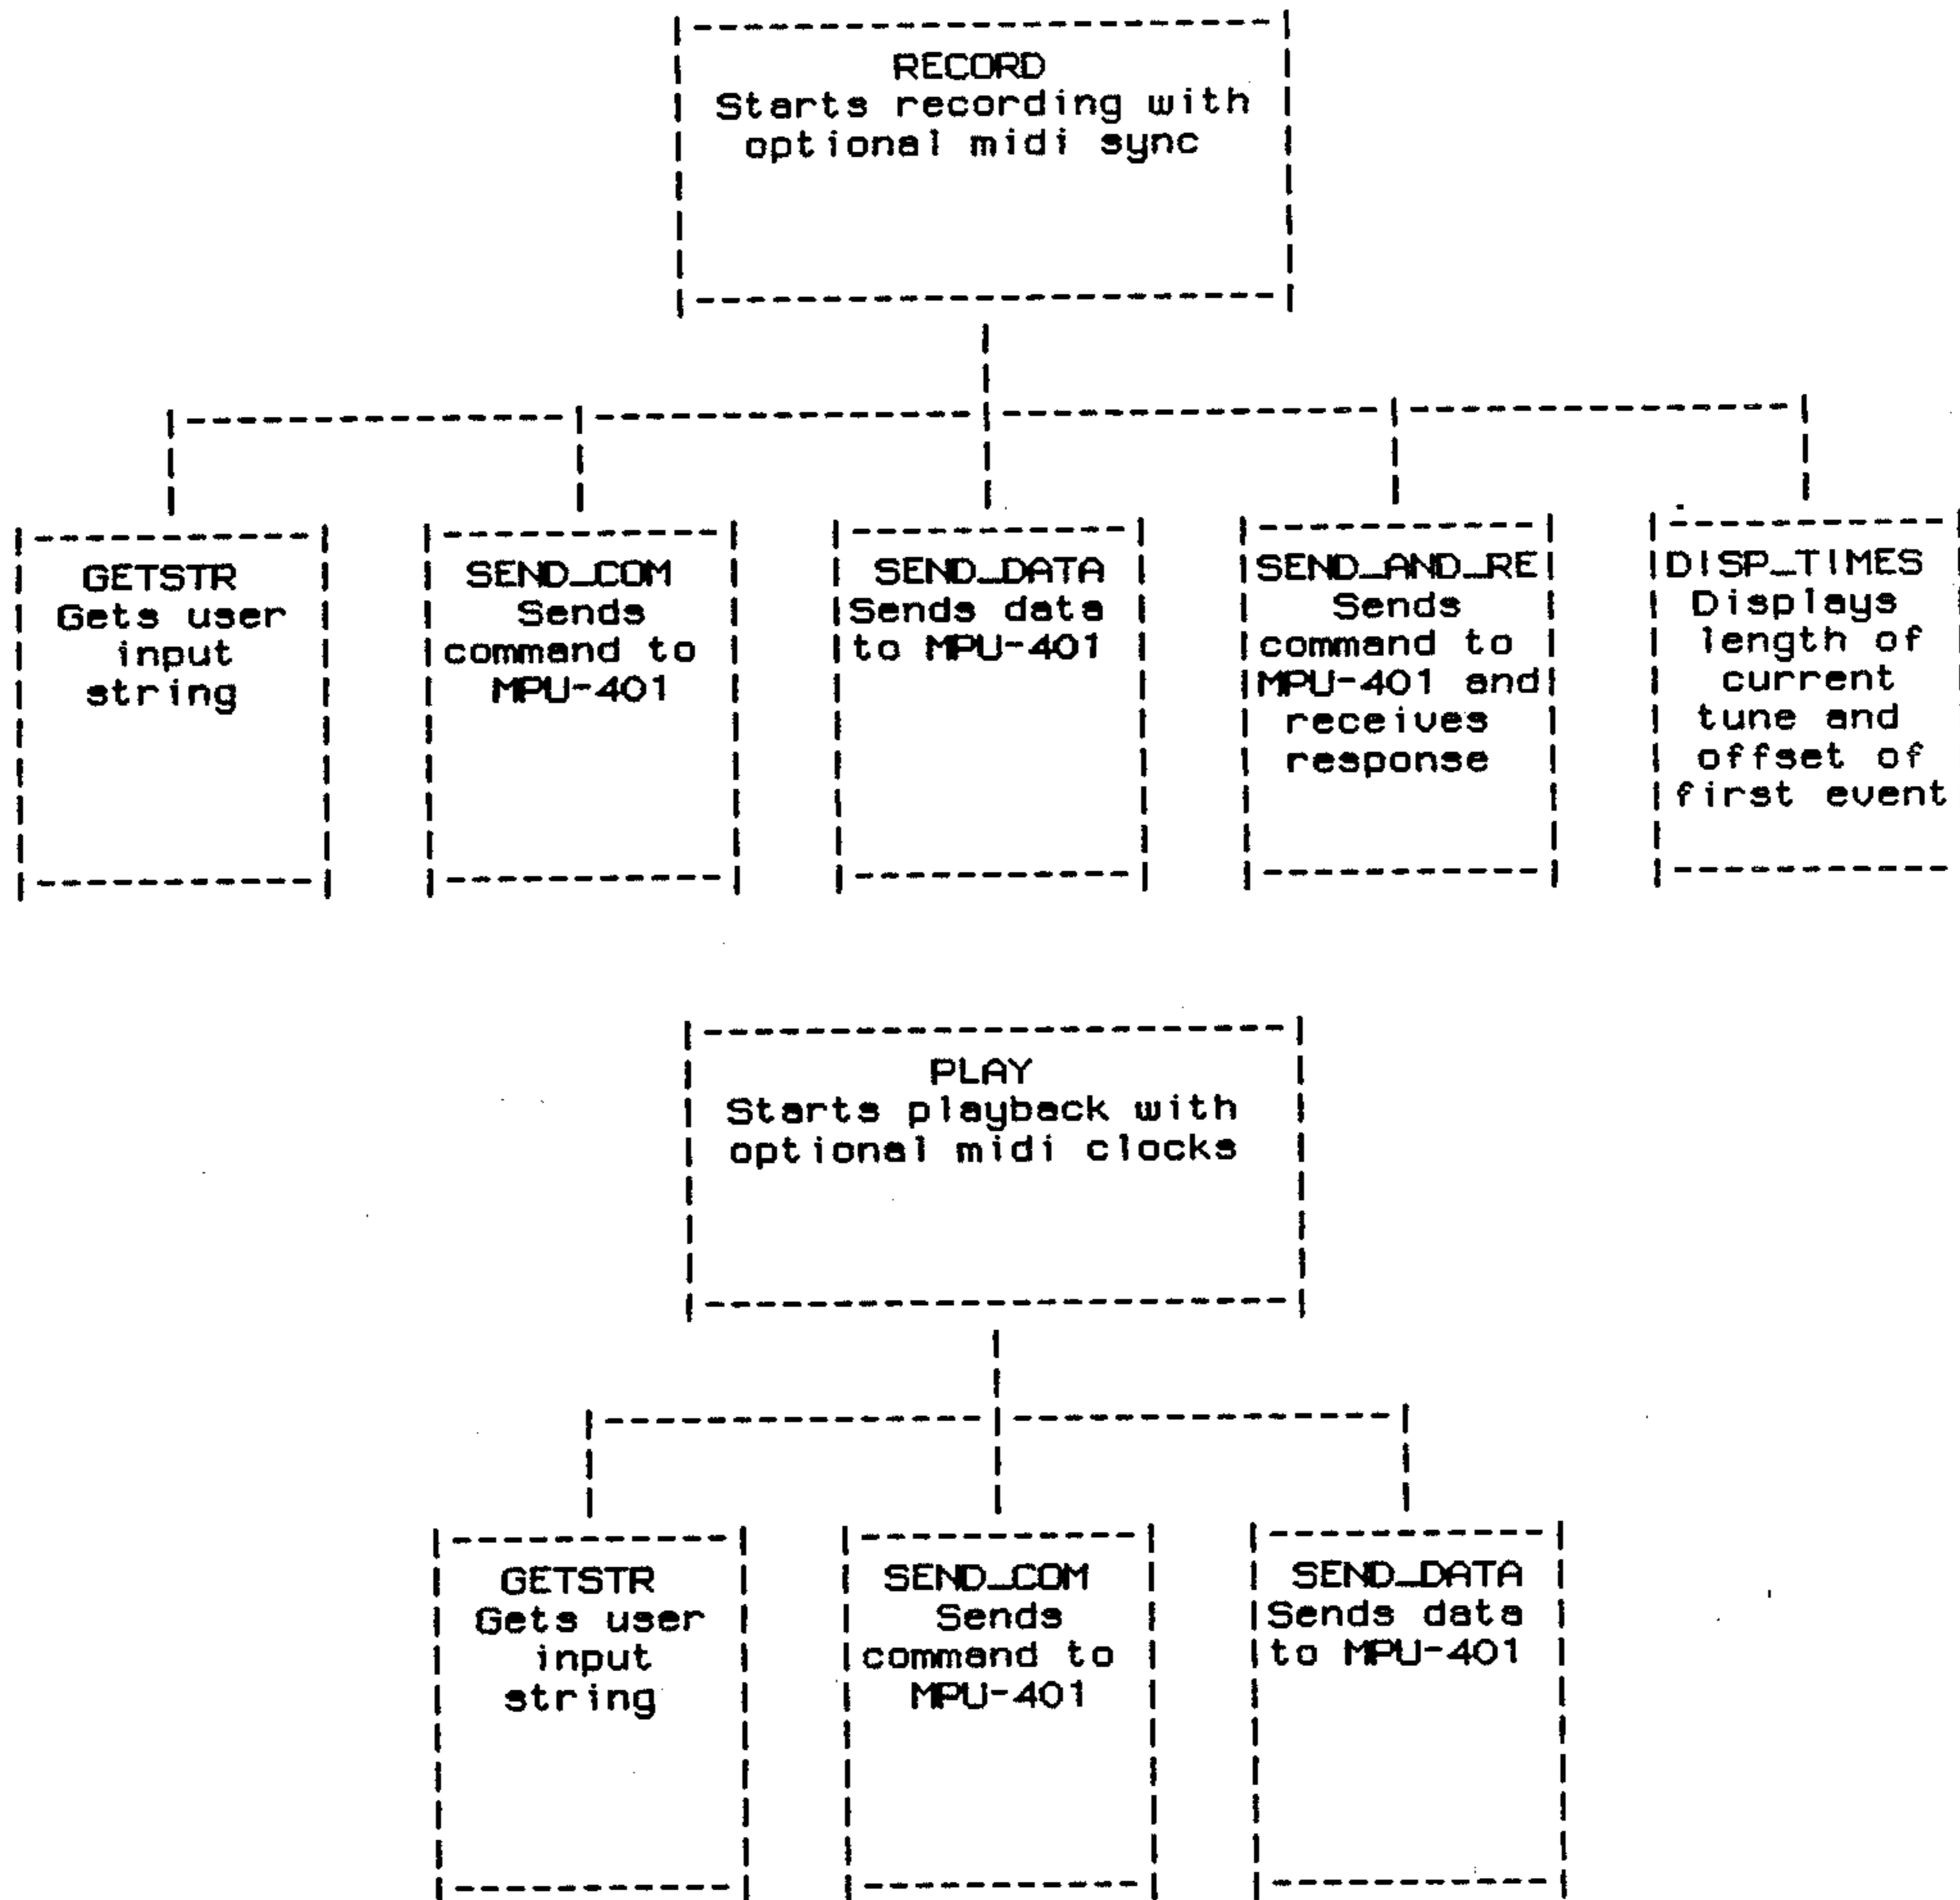 RECORD
Starts recording with
optional midi sync
GETSTR
Gets user
input
string
SEND_COM
Sends
command to
MPU-401
SEND_DATA
Sends data
to MPU-401
SEND_AND_RE
Sends
command to
MPU-401 and
receives
response
DISP_TIMES
Displays
length of
current
tune and
offset of
first event
PLAY
Starts playback with
optional midi clocks
GETSTR
Gets user
input
string
SEND_COM
Sends
command to
MPU-401
SEND_DATA
Sends data
to MPU-401